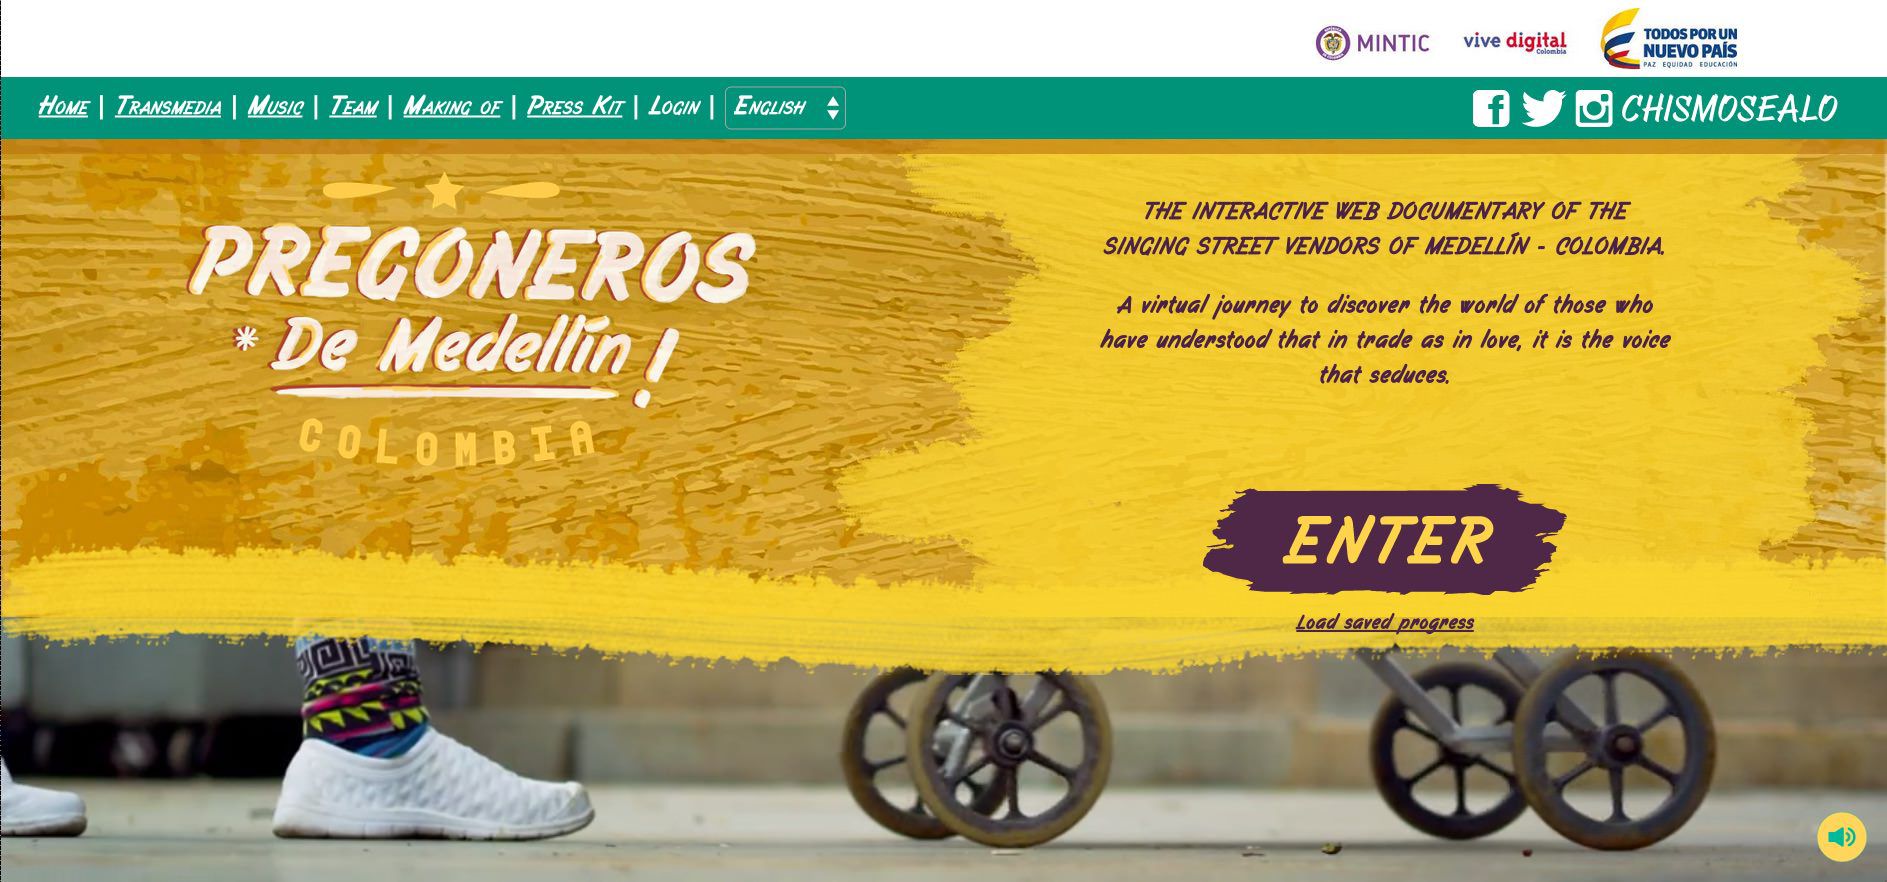 MINTIC
vive digital
Colombia
TODOS POR UN
NUEVO PAÍS
PAZ EQUIDAD EDUCACIÓN
HOME | TRANSMEDIA | MUSIC | TEAM | MAKING OF | PRESS KIT | LOGIN | ENGLISH
CHISMOSEALO
PREGONEROS
* De Medellín!
COLOMBIA
THE INTERACTIVE WEB DOCUMENTARY OF THE
SINGING STREET VENDORS OF MEDELLÍN - COLOMBIA.
A virtual journey to discover the world of those who
have understood that in trade as in love, it is the voice
that seduces.
ENTER
Load saved progress